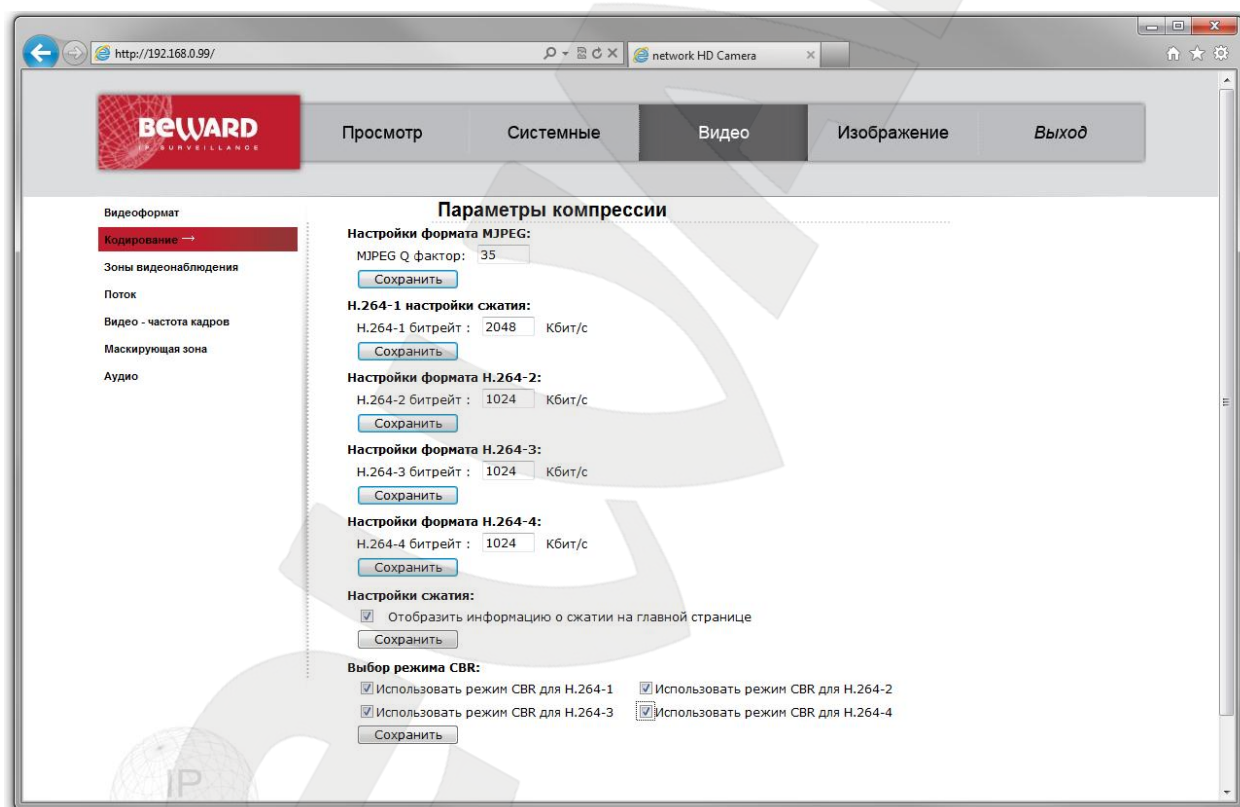 http://192.168.0.99/
network HD Camera
BEWARD
IP SURVEILLANCE
Просмотр
Системные
Видео
Изображение
Выход
Видеоформат
Кодирование →
Зоны видеонаблюдения
Поток
Видео - частота кадров
Маскирующая зона
Аудио
Параметры компрессии
Настройки формата MJPEG:
MJPEG Q фактор: 35
Сохранить
H.264-1 настройки сжатия:
H.264-1 битрейт : 2048 Кбит/с
Сохранить
Настройки формата H.264-2:
H.264-2 битрейт : 1024 Кбит/с
Сохранить
Настройки формата H.264-3:
H.264-3 битрейт : 1024 Кбит/с
Сохранить
Настройки формата H.264-4:
H.264-4 битрейт : 1024 Кбит/с
Сохранить
Настройки сжатия:
Отобразить информацию о сжатии на главной странице
Сохранить
Выбор режима CBR:
Использовать режим CBR для H.264-1 Использовать режим CBR для H.264-2
Использовать режим CBR для H.264-3 Использовать режим CBR для H.264-4
Сохранить
IP